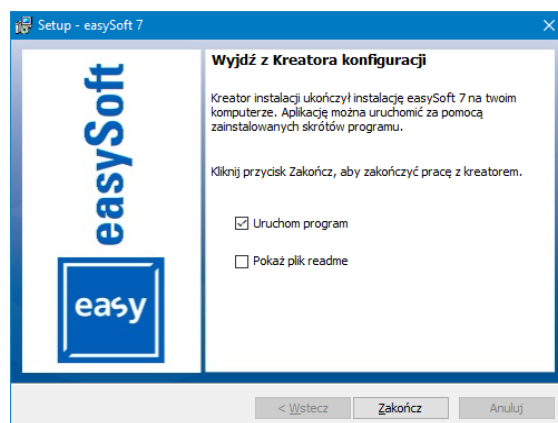 Setup - easySoft 7
easySoft
easy
Wyjdź z Kreatora konfiguracji
Kreator instalacji ukończył instalację easySoft 7 na twoim
komputerze. Aplikację można uruchomić za pomocą
zainstalowanych skrótów programu.
Kliknij przycisk Zakończ, aby zakończyć pracę z kreatorem.
Uruchom program
Pokaż plik readme
< Wstecz
Zakończ
Anuluj